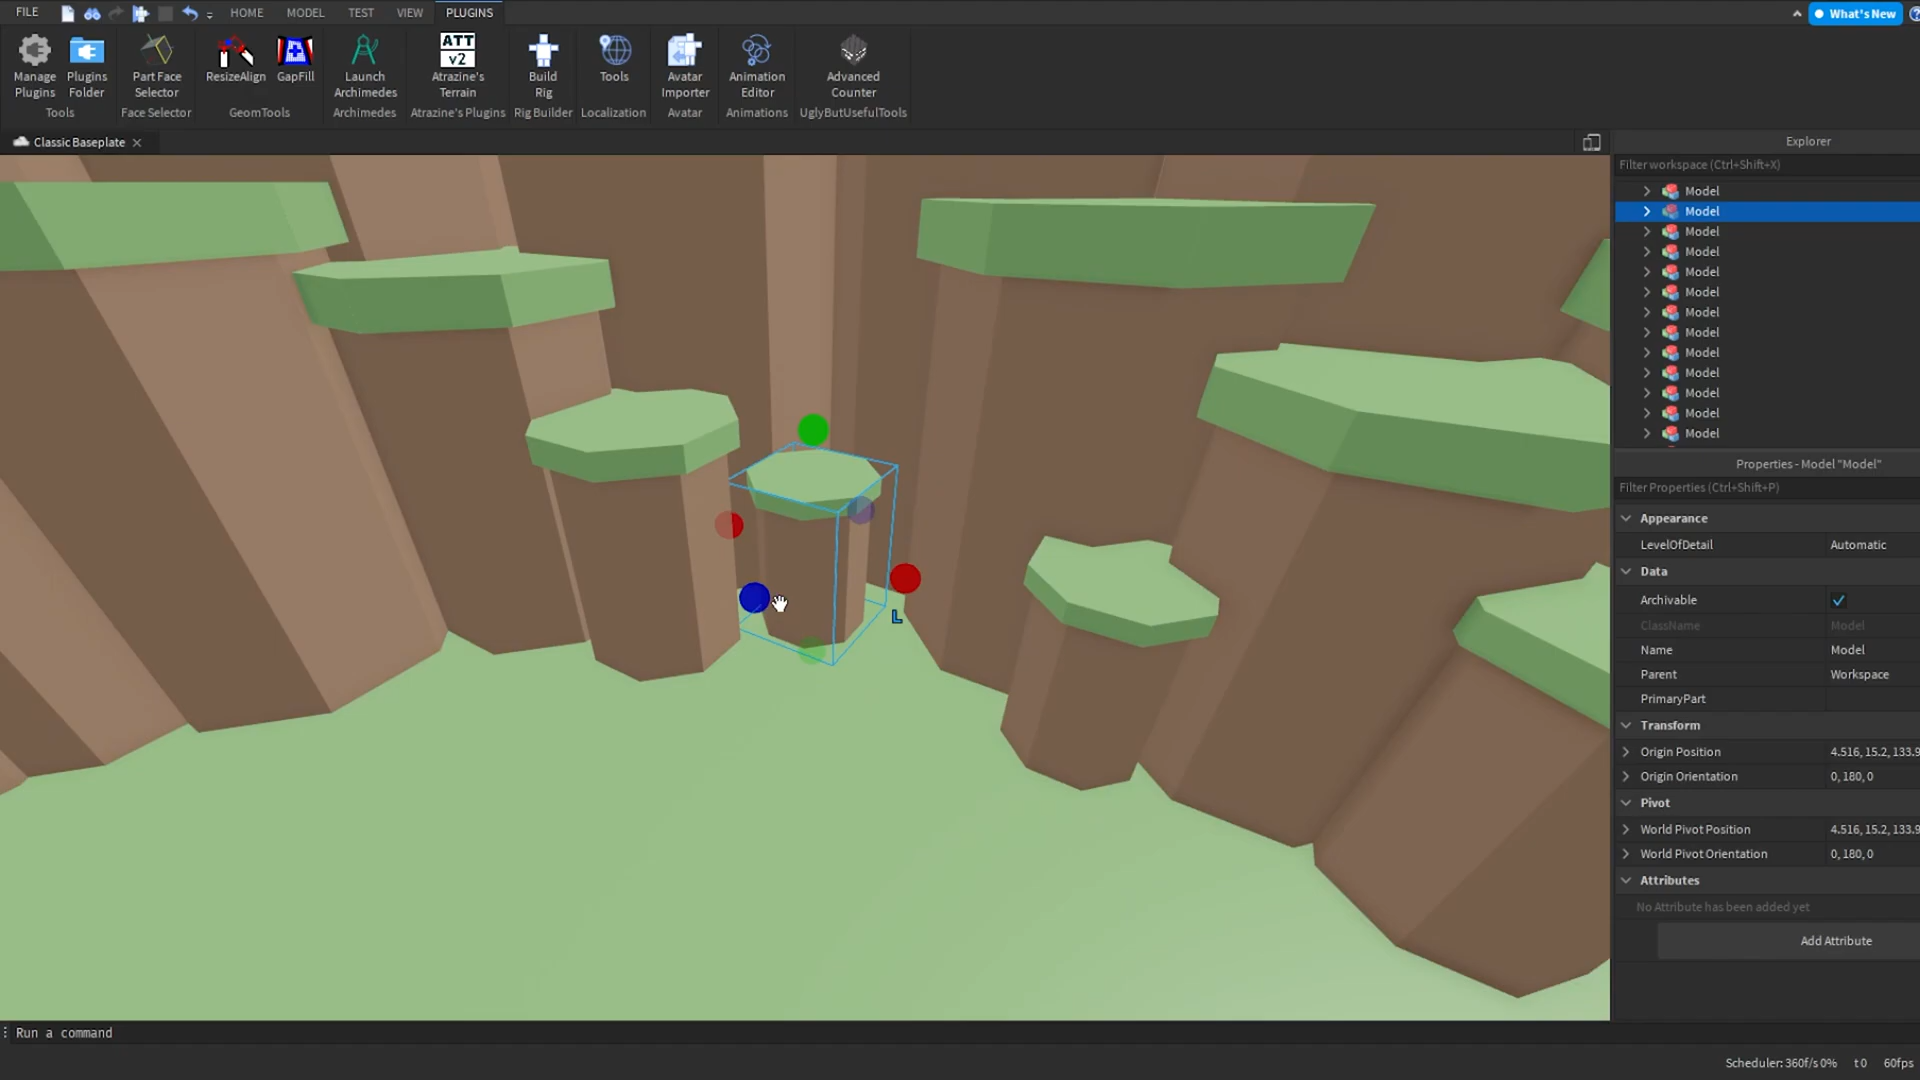 FILE HOME MODEL TEST VIEW PLUGINS What's New
ATT
v2
Manage
Plugins
Plugins
Folder
Part Face
Selector
ResizeAlign
GapFill
Launch
Archimedes
Atrazine's
Terrain
Build
Rig
Tools
Avatar
Importer
Animation
Editor
Advanced
Counter
Tools Face Selector GeomTools Archimedes Atrazine's Plugins Rig Builder Localization Avatar Animations UglyButUsefulTools
Classic Baseplate
Explorer
Filter workspace (Ctrl+Shift+X)
Model
Model
Model
Model
Model
Model
Model
Model
Model
Model
Model
Model
Model
L
Properties - Model "Model"
Filter Properties (Ctrl+Shift+P)
Appearance
LevelOfDetail Automatic
Data
Archivable
ClassName Model
Name Model
Parent Workspace
PrimaryPart
Transform
Origin Position 4.516, 15.2, 133.9
Origin Orientation 0, 180, 0
Pivot
World Pivot Position 4.516, 15.2, 133.9
World Pivot Orientation 0, 180, 0
Attributes
No Attribute has been added yet
Add Attribute
Run a command
Scheduler: 360f/s 0% t 0 60fps